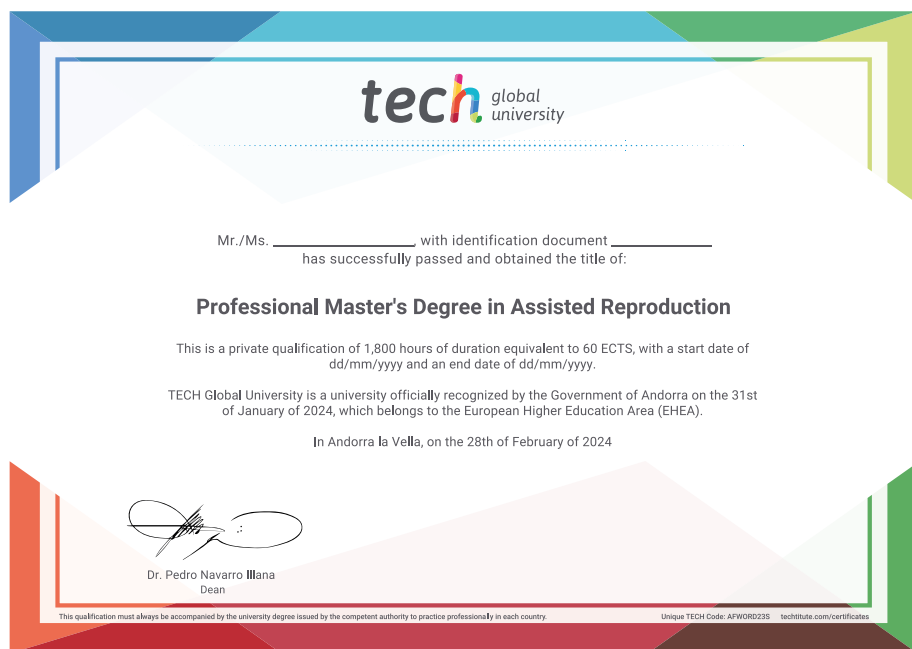 tech global
university
Mr./Ms. ____________________, with identification document ______________
has successfully passed and obtained the title of:
Professional Master's Degree in Assisted Reproduction
This is a private qualification of 1,800 hours of duration equivalent to 60 ECTS, with a start date of
dd/mm/yyyy and an end date of dd/mm/yyyy.
TECH Global University is a university officially recognized by the Government of Andorra on the 31st
of January of 2024, which belongs to the European Higher Education Area (EHEA).
In Andorra la Vella, on the 28th of February of 2024
Dr. Pedro Navarro Illana
Dean
This qualification must always be accompanied by the university degree issued by the competent authority to practice professionally in each country.
Unique TECH Code: AFWORD23S techtitute.com/certificates